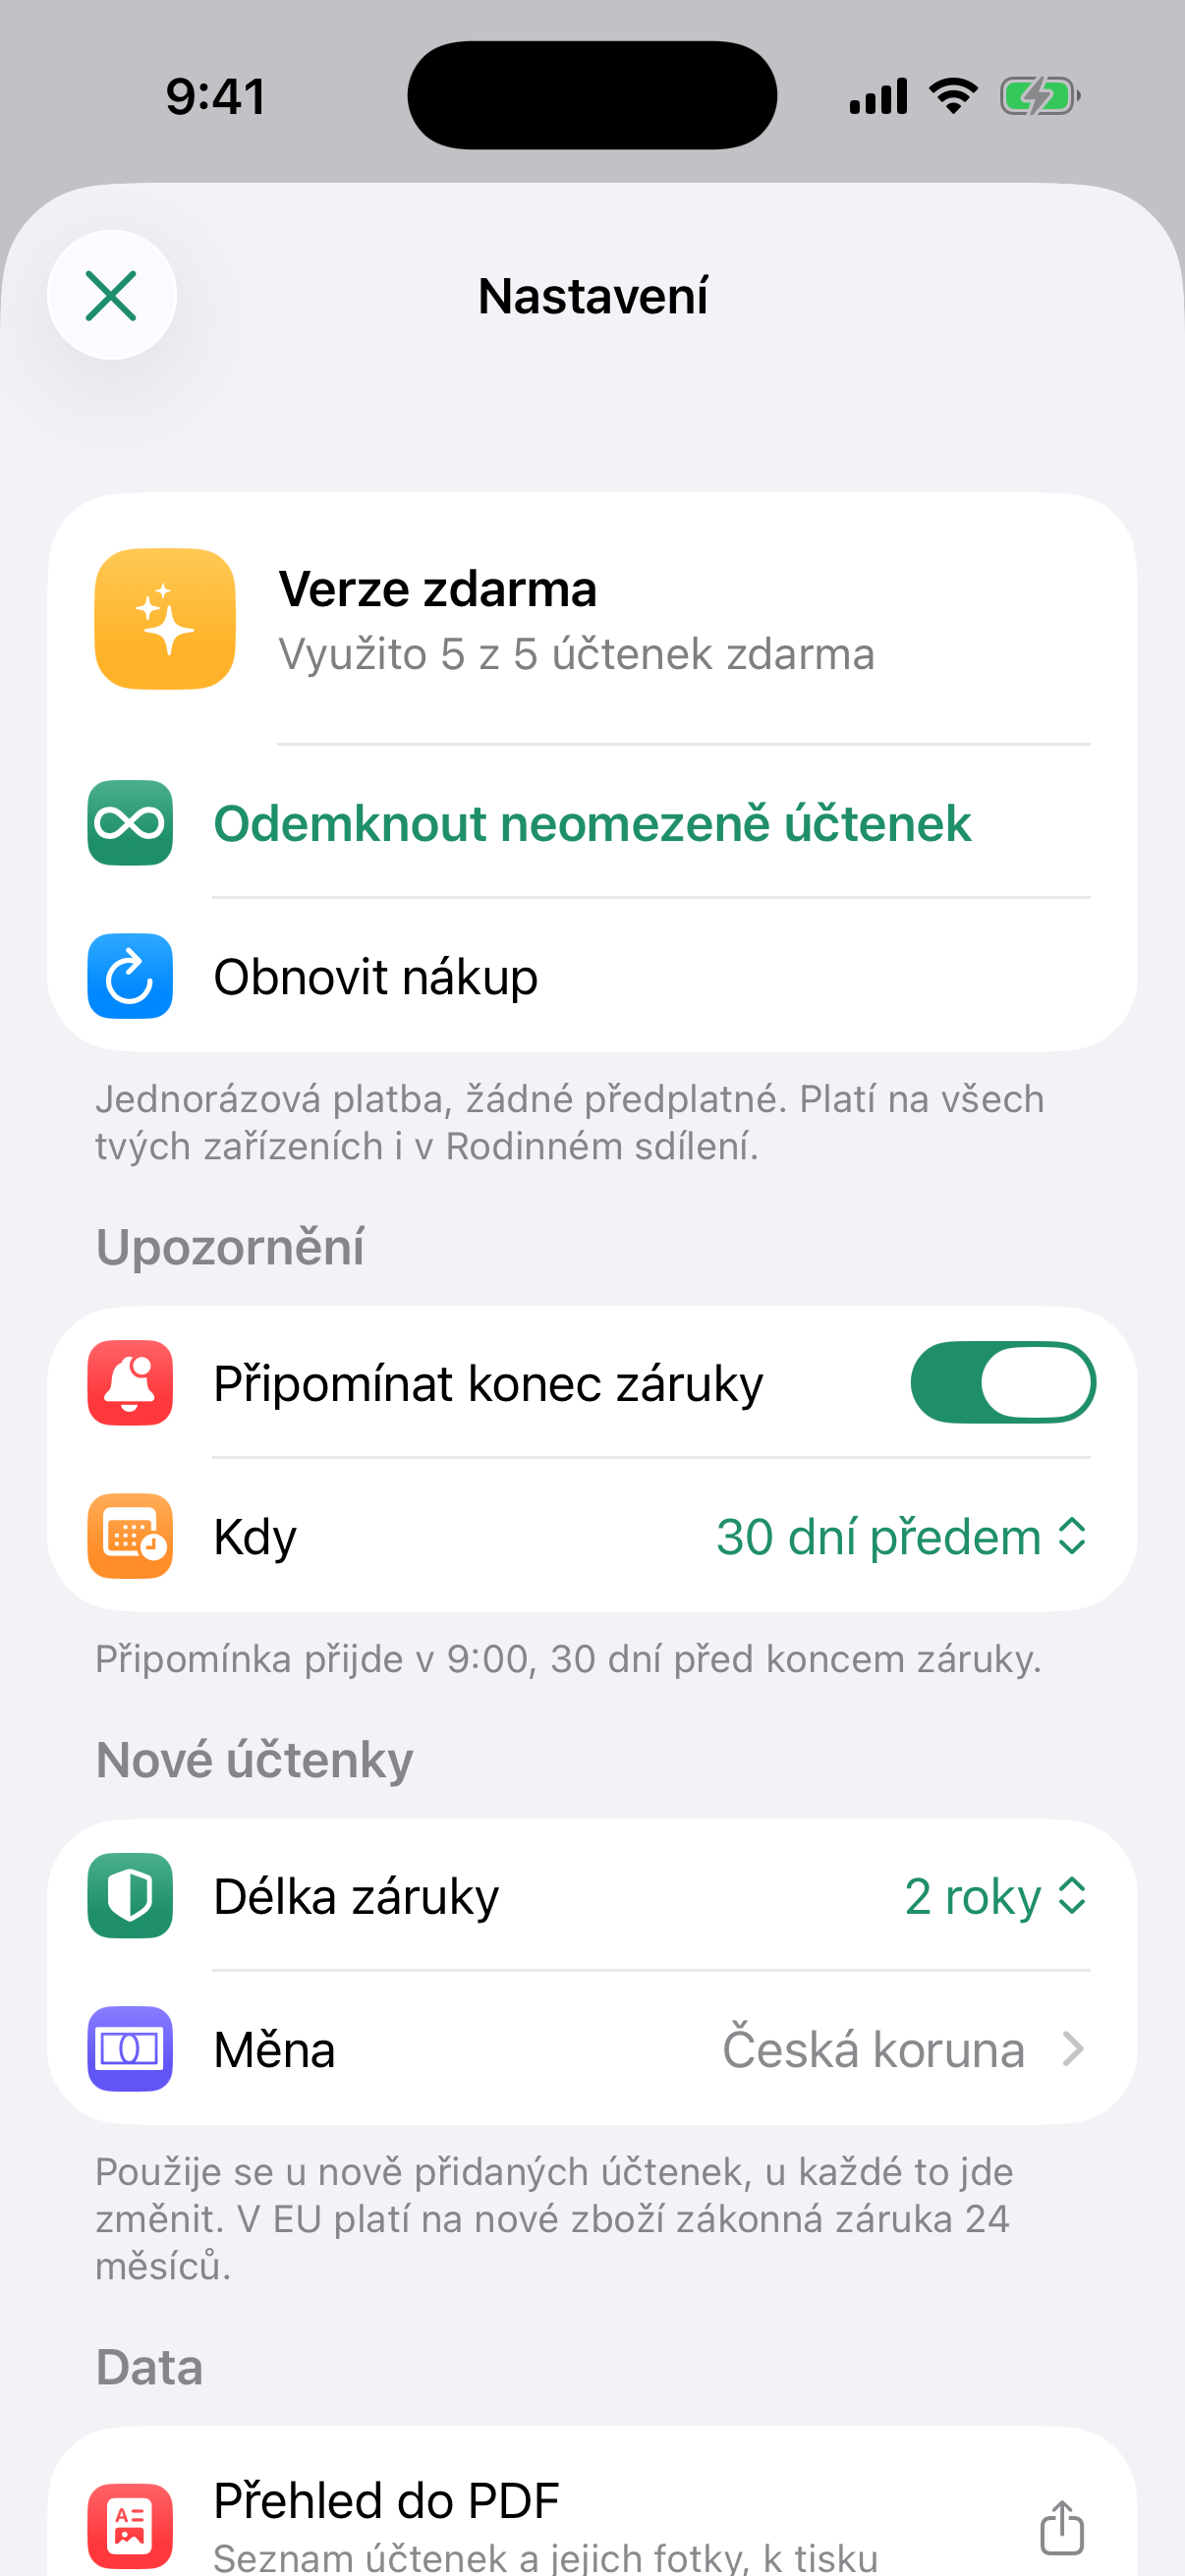 9:41
Nastavení
Verze zdarma
Využito 5 z 5 účtenek zdarma
Odemknout neomezeně účtenek
Obnovit nákup
Jednorázová platba, žádné předplatné. Platí na všech
tvých zařízeních i v Rodinném sdílení.
Upozornění
Připomínat konec záruky
Kdy
30 dní předem
Připomínka přijde v 9:00, 30 dní před koncem záruky.
Nové účtenky
Délka záruky
2 roky
Měna
Česká koruna
Použije se u nově přidaných účtenek, u každé to jde
změnit. V EU platí na nové zboží zákonná záruka 24
měsíců.
Data
Přehled do PDF
Seznam účtenek a jejich fotky, k tisku